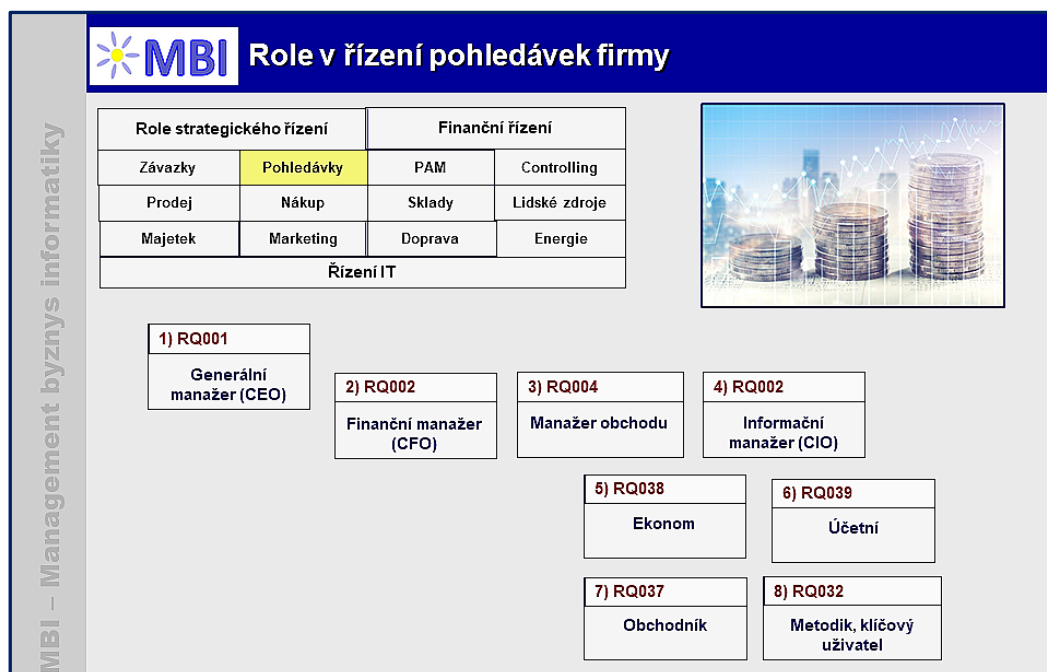 MBI
Role v řízení pohledávek firmy
MBI – Management byznys informatiky
Role strategického řízení
Finanční řízení
Závazky
Pohledávky
PAM
Controlling
Prodej
Nákup
Sklady
Lidské zdroje
Majetek
Marketing
Doprava
Energie
Řízení IT
1) RQ001
Generální
manažer (CEO)
2) RQ002
Finanční manažer
(CFO)
3) RQ004
Manažer obchodu
4) RQ002
Informační
manažer (CIO)
5) RQ038
Ekonom
6) RQ039
Účetní
7) RQ037
Obchodník
8) RQ032
Metodik, klíčový
uživatel